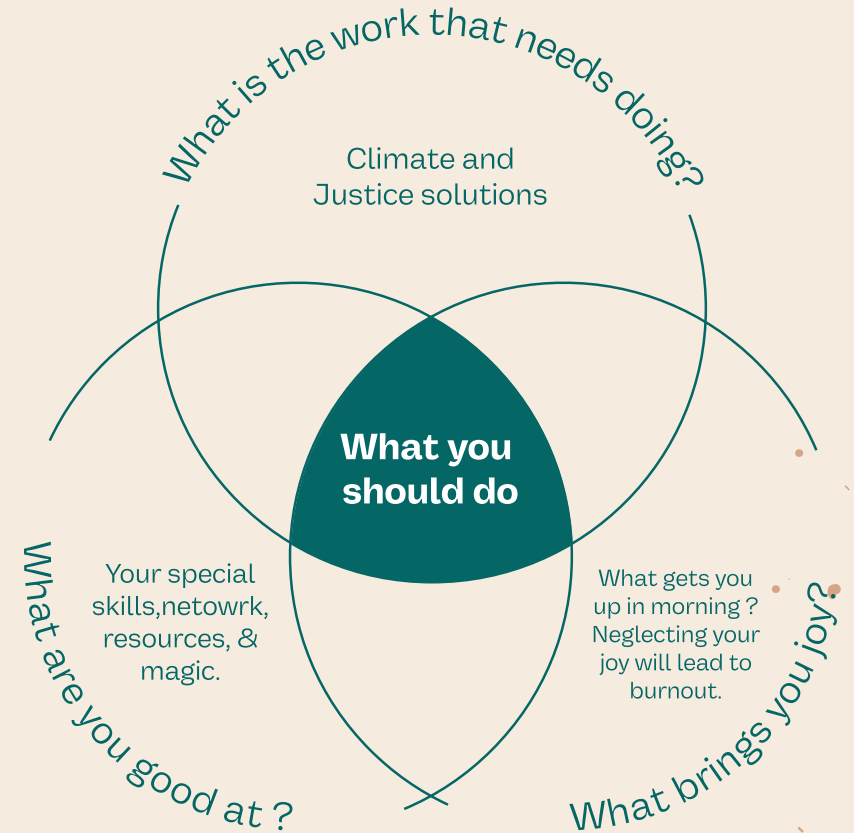 What is the work that needs doing?
Climate and
Justice solutions
What you
should do
What are you good at ?
Your special
skills,netowrk,
resources, &
magic.
What brings you joy?
What gets you
up in morning ?
Neglecting your
joy will lead to
burnout.